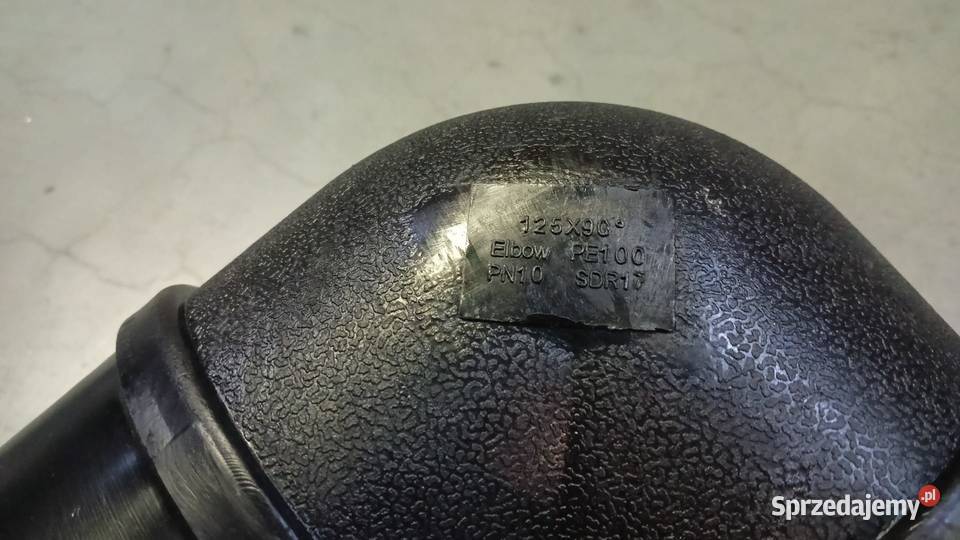 125X90°
Elbow PE100
PN10 SDR17
Sprzedajemy.pl